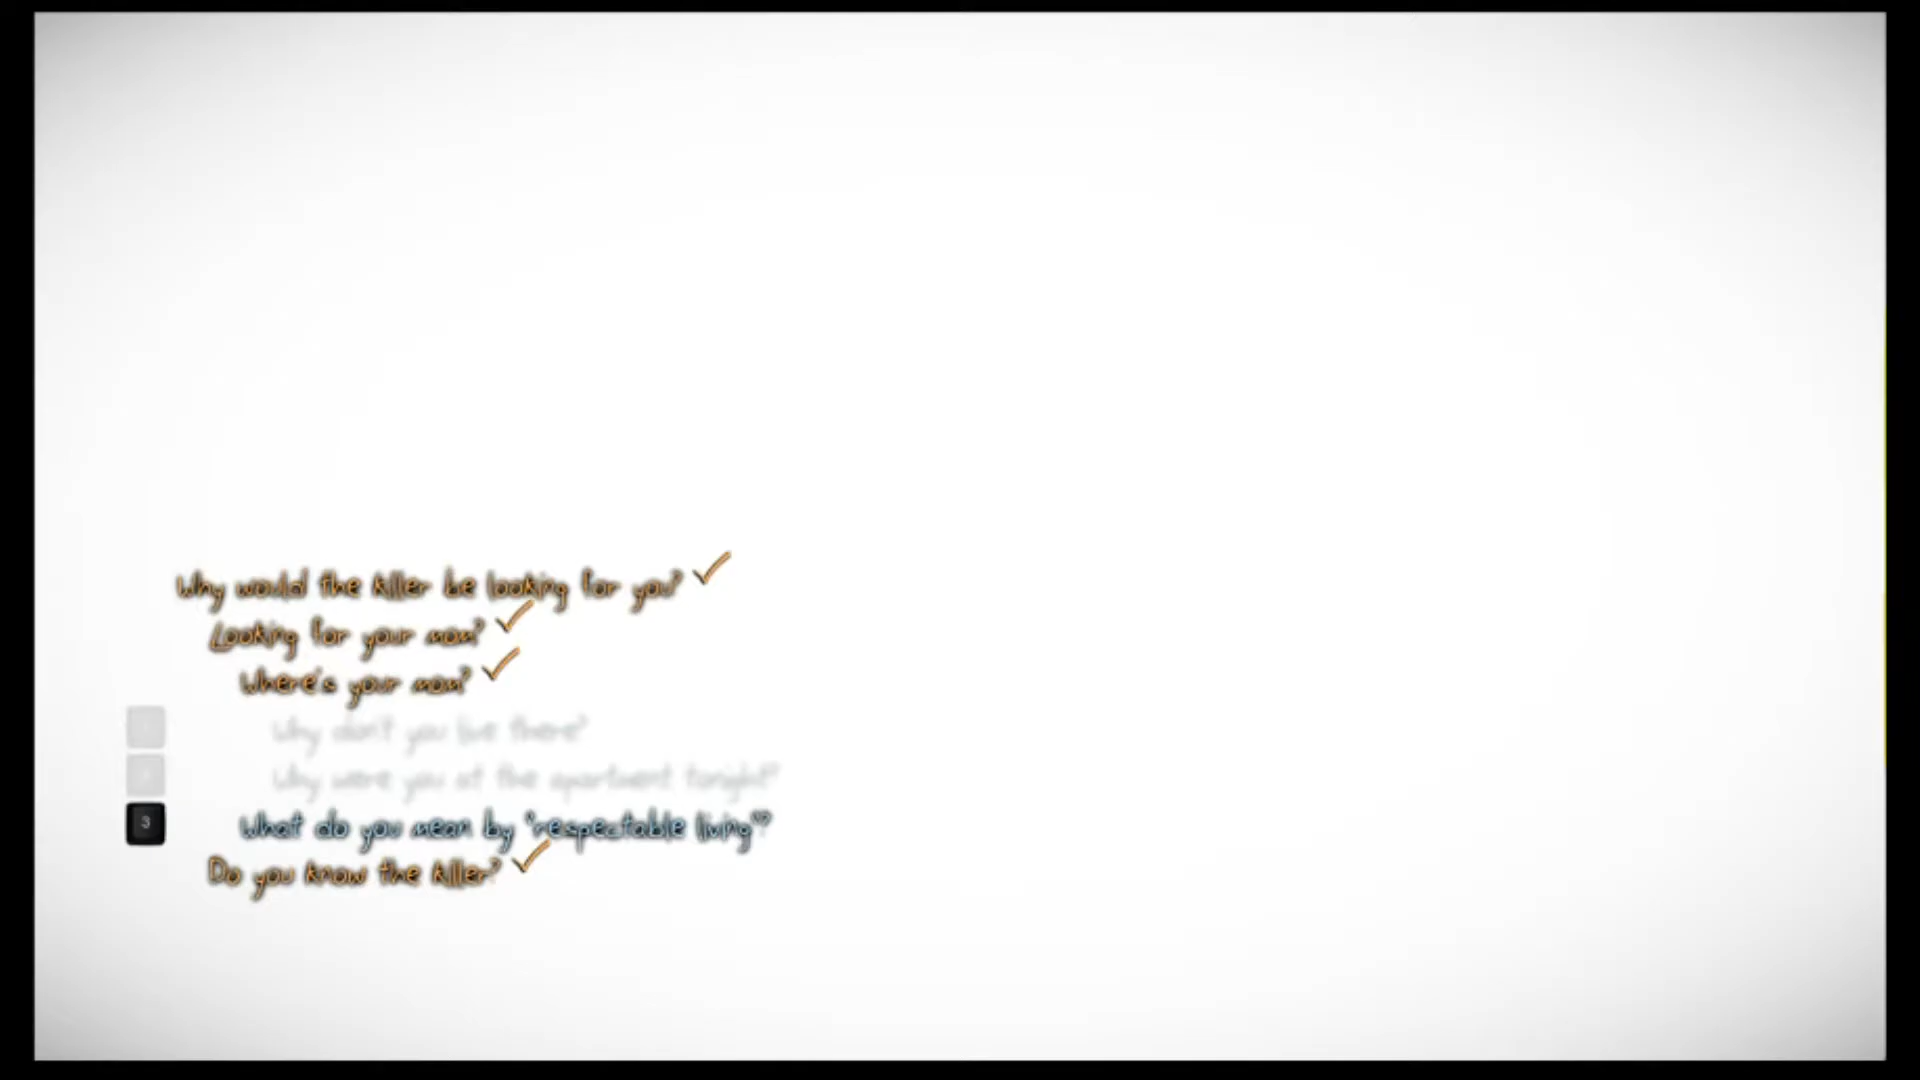 Why would the killer be looking for you?
Looking for your mom?
Where's your mom?
Why don't you live there?
Why were you at the apartment tonight?
3 What do you mean by 'respectable living'?
Do you know the killer?